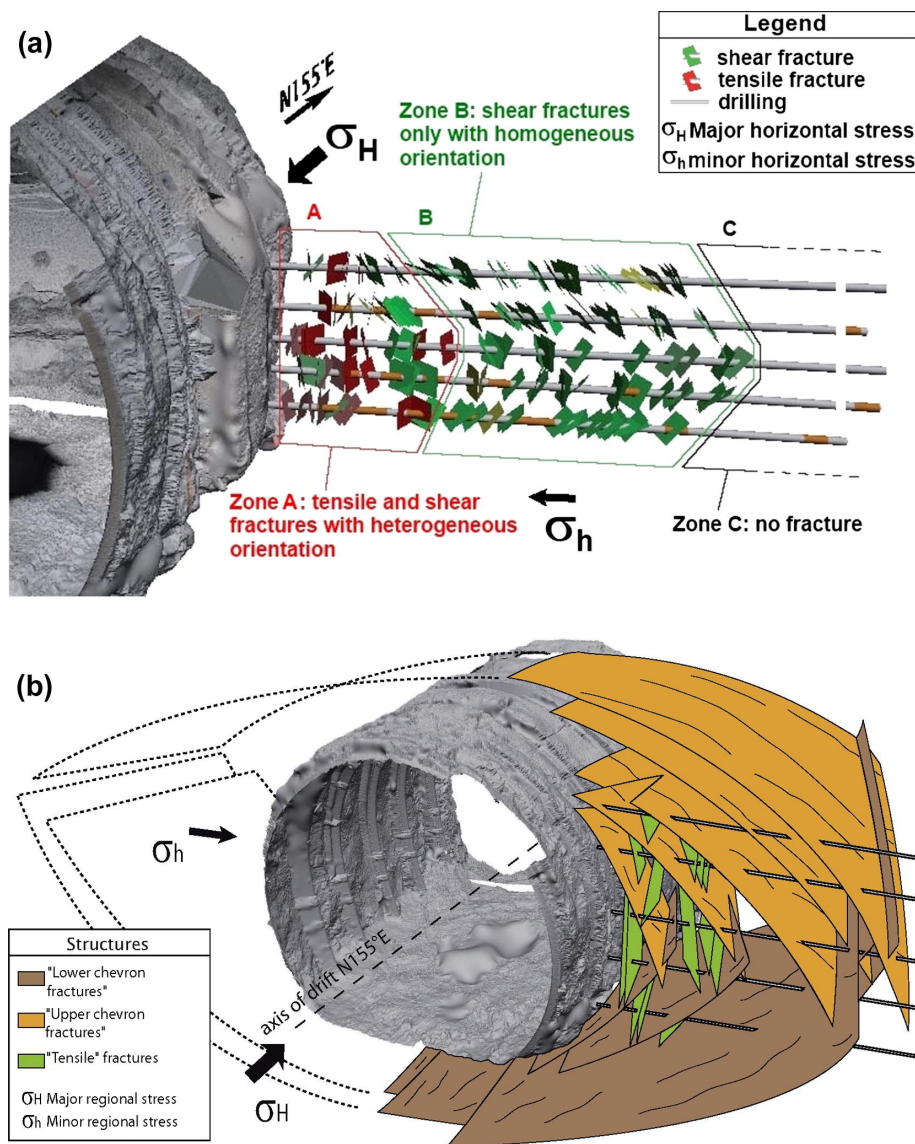 (a)
N155°E
σH
Legend
shear fracture
tensile fracture
drilling
σH Major horizontal stress
σh minor horizontal stress
Zone B: shear fractures
only with homogeneous
orientation
A
B
C
Zone A: tensile and shear
fractures with heterogeneous
orientation
σh
Zone C: no fracture
(b)
σh
axis of drift N155°E
σH
Structures
"Lower chevron
fractures"
"Upper chevron
fractures"
"Tensile" fractures
σH Major regional stress
σh Minor regional stress